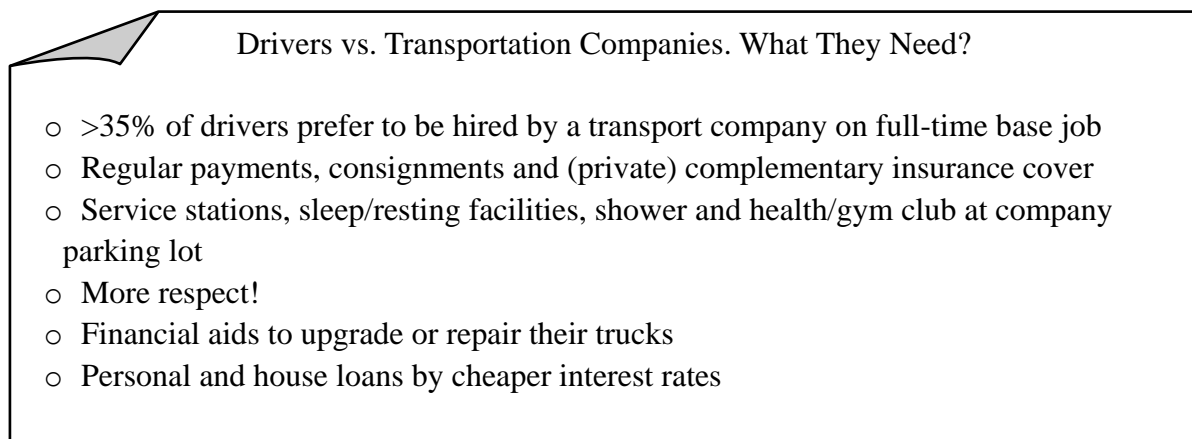 Drivers vs. Transportation Companies. What They Need?
o >35% of drivers prefer to be hired by a transport company on full-time base job
o Regular payments, consignments and (private) complementary insurance cover
o Service stations, sleep/resting facilities, shower and health/gym club at company
parking lot
o More respect!
o Financial aids to upgrade or repair their trucks
o Personal and house loans by cheaper interest rates